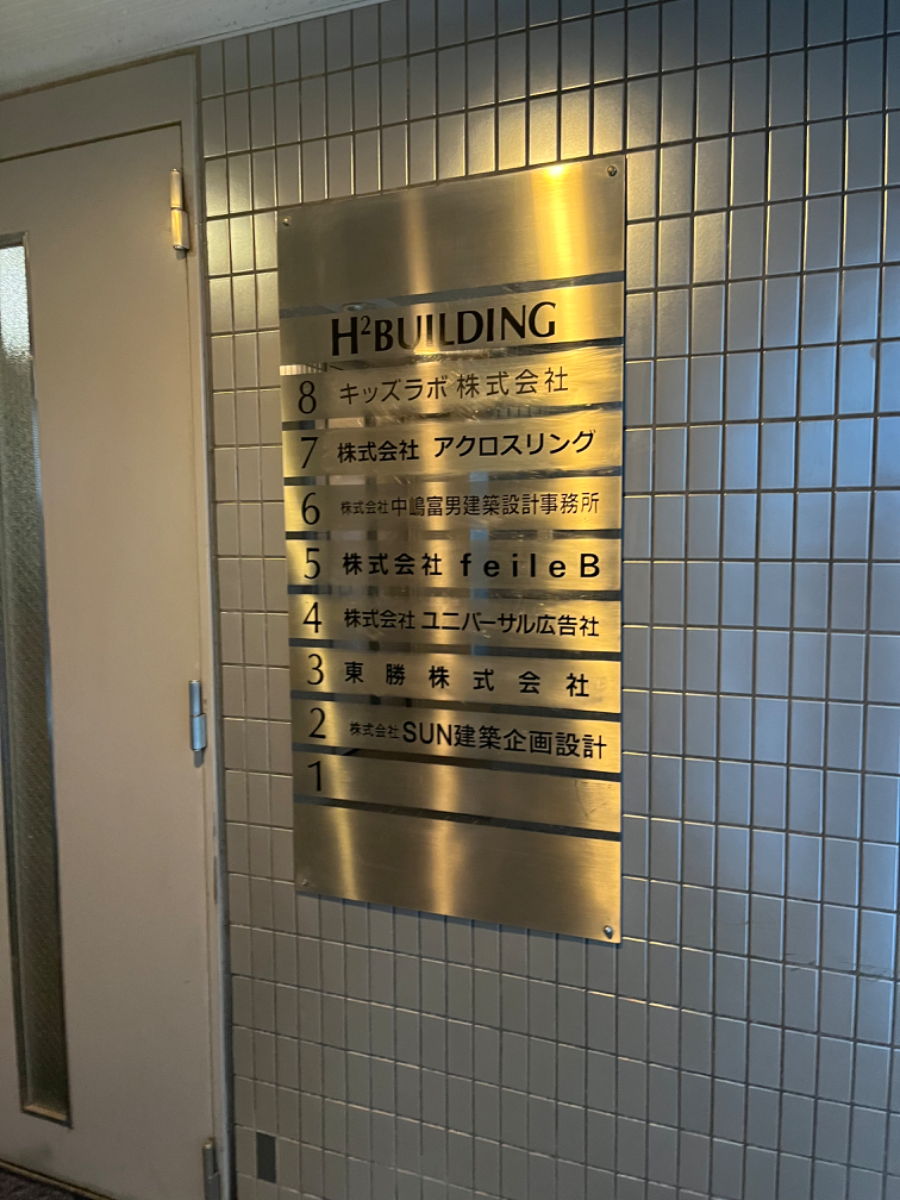 H²BUILDING
8 キッズラボ 株式会社
7 株式会社 アクロスリング
6 株式会社中嶋富男建築設計事務所
5 株式会社 feileB
4 株式会社 ユニバーサル広告社
3 東勝株式会社
2 株式会社SUN建築企画設計
1